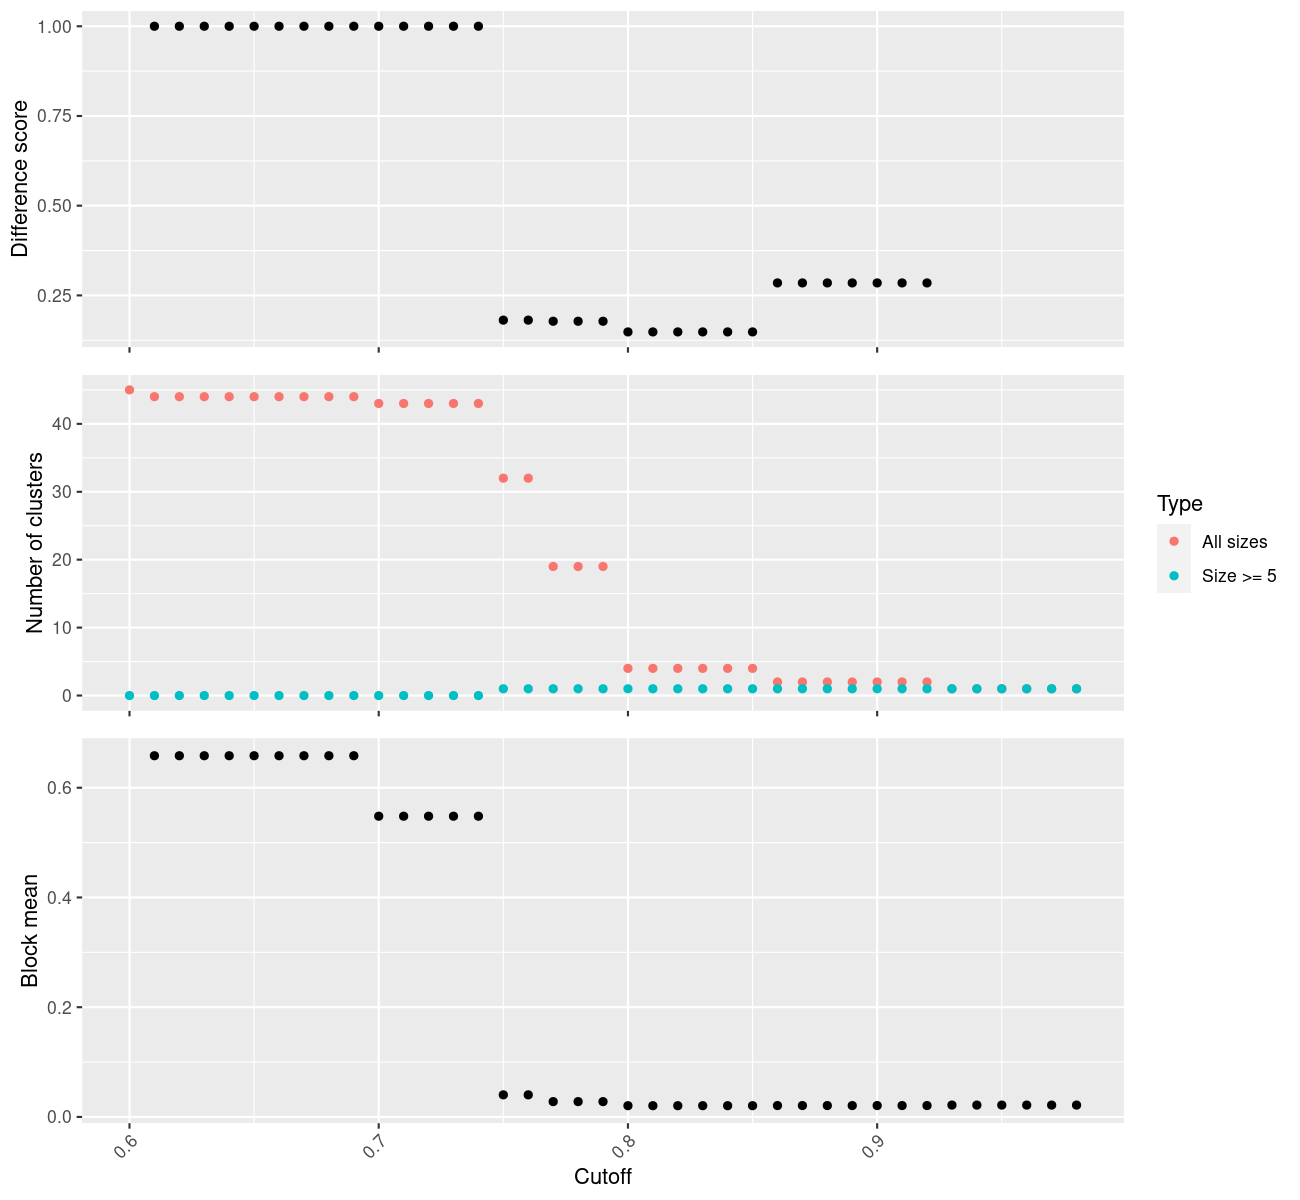 Difference score
1.00
0.75
0.50
0.25
Number of clusters
40
30
20
10
0
Type
All sizes
Size >= 5
Block mean
0.6
0.4
0.2
0.0
0.6 0.7 0.8 0.9
Cutoff